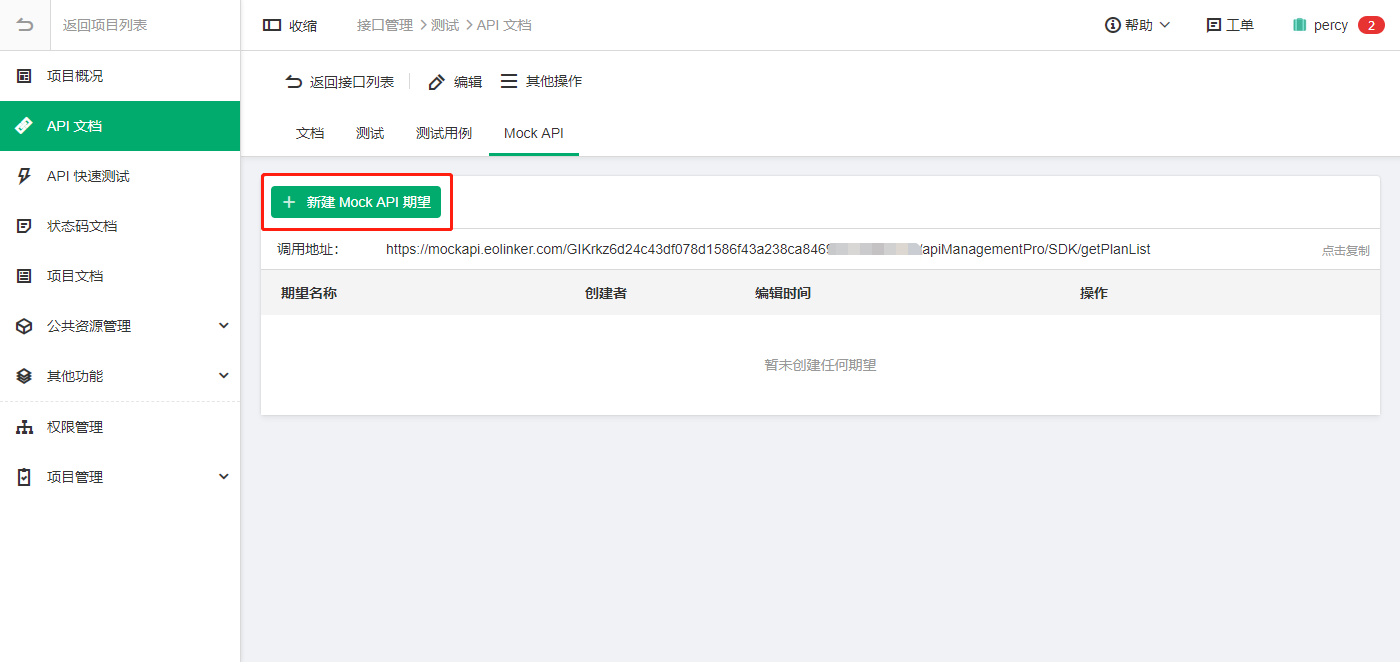 返回项目列表
收缩
接口管理 > 测试 > API 文档
帮助
工单
percy
2
项目概况
API 文档
API 快速测试
状态码文档
项目文档
公共资源管理
其他功能
权限管理
项目管理
返回接口列表
编辑
其他操作
文档
测试
测试用例
Mock API
+ 新建 Mock API 期望
调用地址:
https://mockapi.eolinker.com/GIKrkz6d24c43df078d1586f43a238ca846 /apiManagementPro/SDK/getPlanList
点击复制
期望名称
创建者
编辑时间
操作
暂未创建任何期望